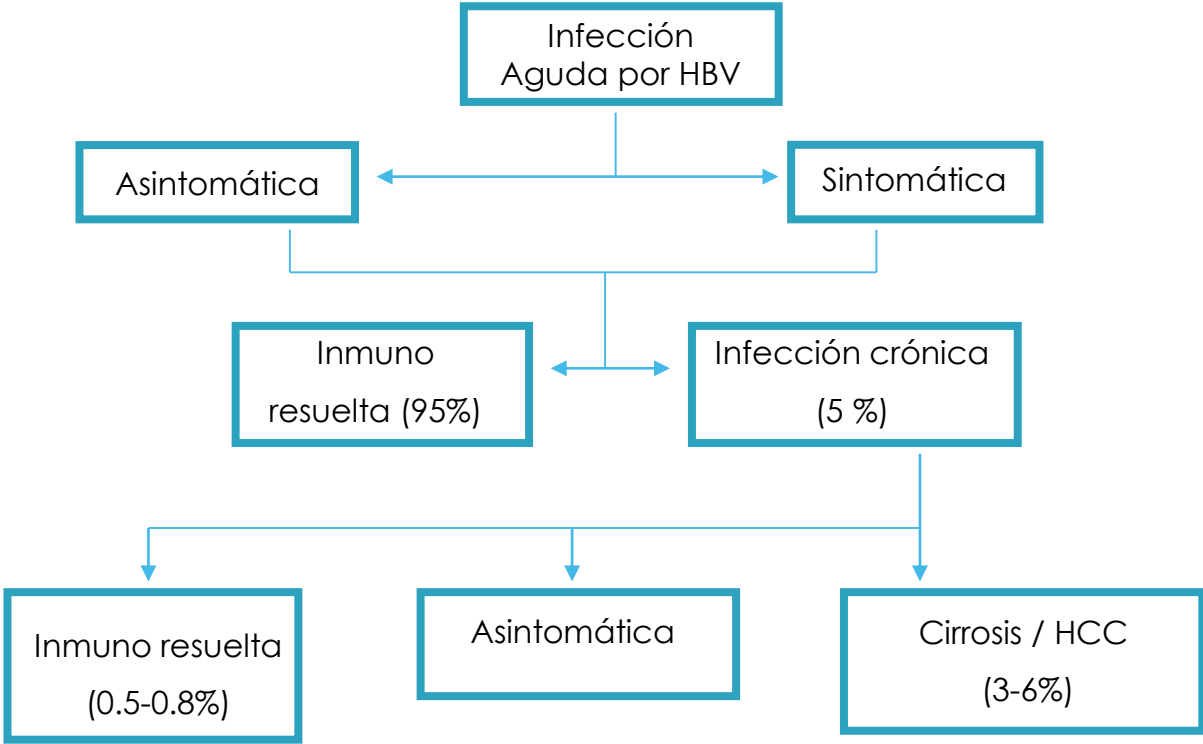 Infección
Aguda por HBV
Asintomática
Sintomática
Inmuno
resuelta (95%)
Infección crónica
(5 %)
Inmuno resuelta
(0.5-0.8%)
Asintomática
Cirrosis / HCC
(3-6%)